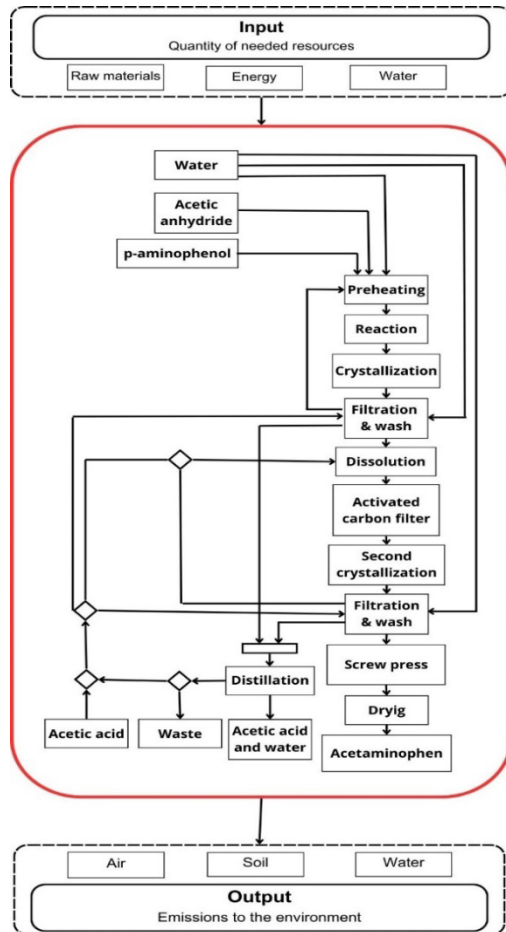 Input
Quantity of needed resources
Raw materials
Energy
Water
Water
Acetic
anhydride
p-aminophenol
Preheating
Reaction
Crystallization
Filtration
& wash
Dissolution
Activated
carbon filter
Second
crystallization
Filtration
& wash
Screw press
Distillation
Dryig
Acetic acid
Waste
Acetic acid
and water
Acetaminophen
Air
Soil
Water
Output
Emissions to the environment